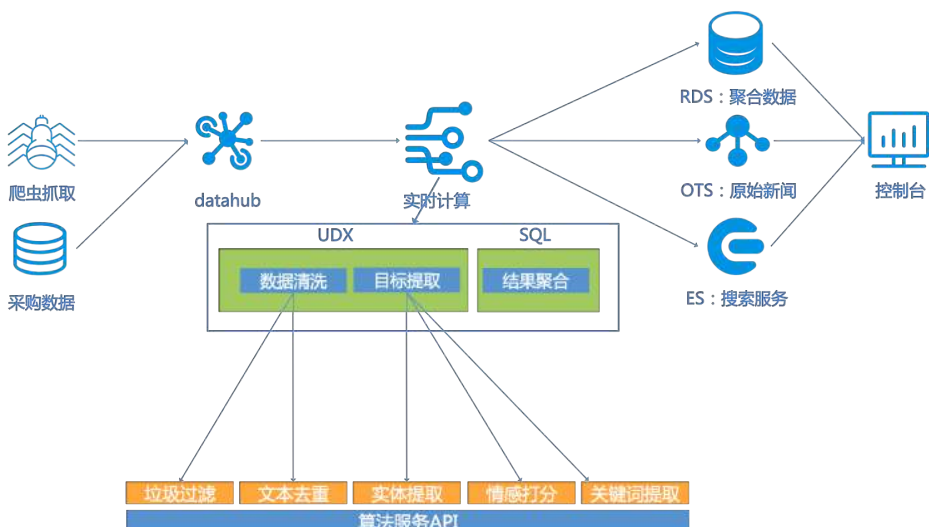 RDS：聚合数据
爬虫抓取
datahub
实时计算
OTS：原始新闻
控制台
UDX
SQL
采购数据
数据清洗
目标提取
结果聚合
ES：搜索服务
垃圾过滤
文本去重
实体提取
情感打分
关键词提取
算法服务API